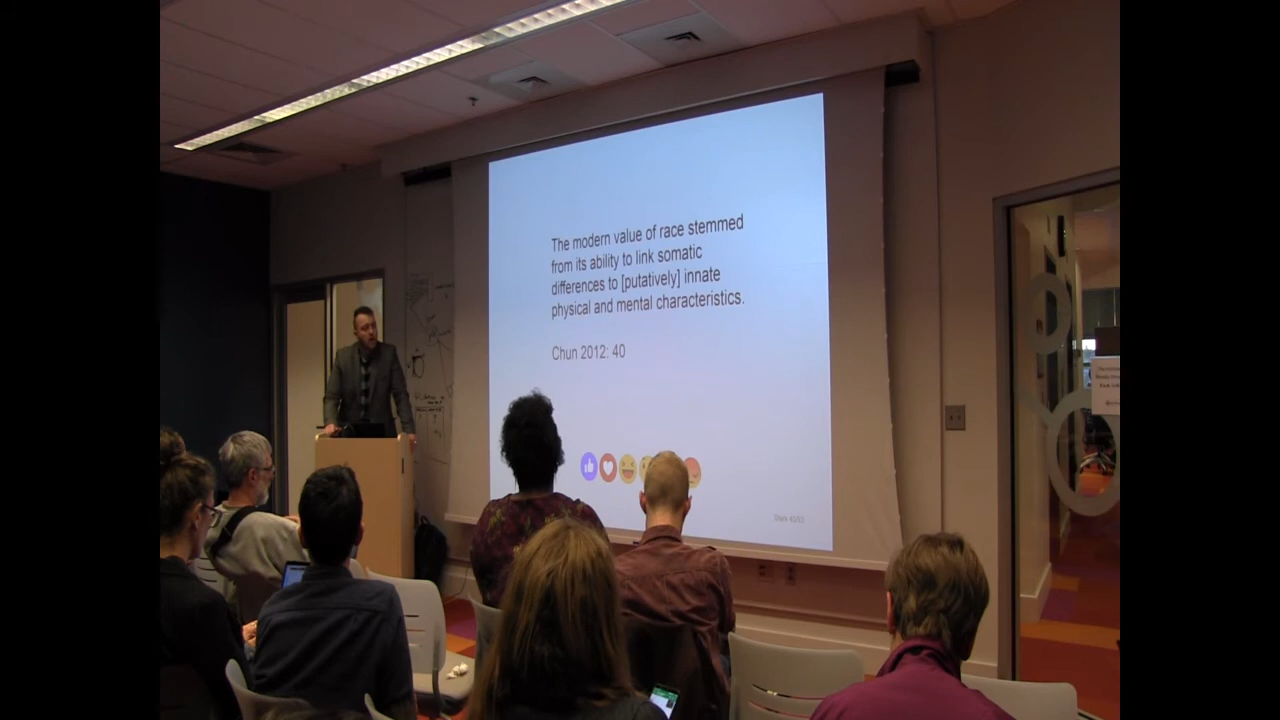 The modern value of race stemmed
from its ability to link somatic
differences to [putatively] innate
physical and mental characteristics.
Chun 2012: 40